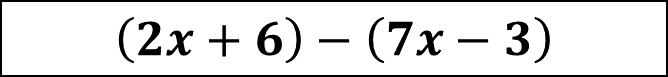 (2x + 6) − (7x − 3)